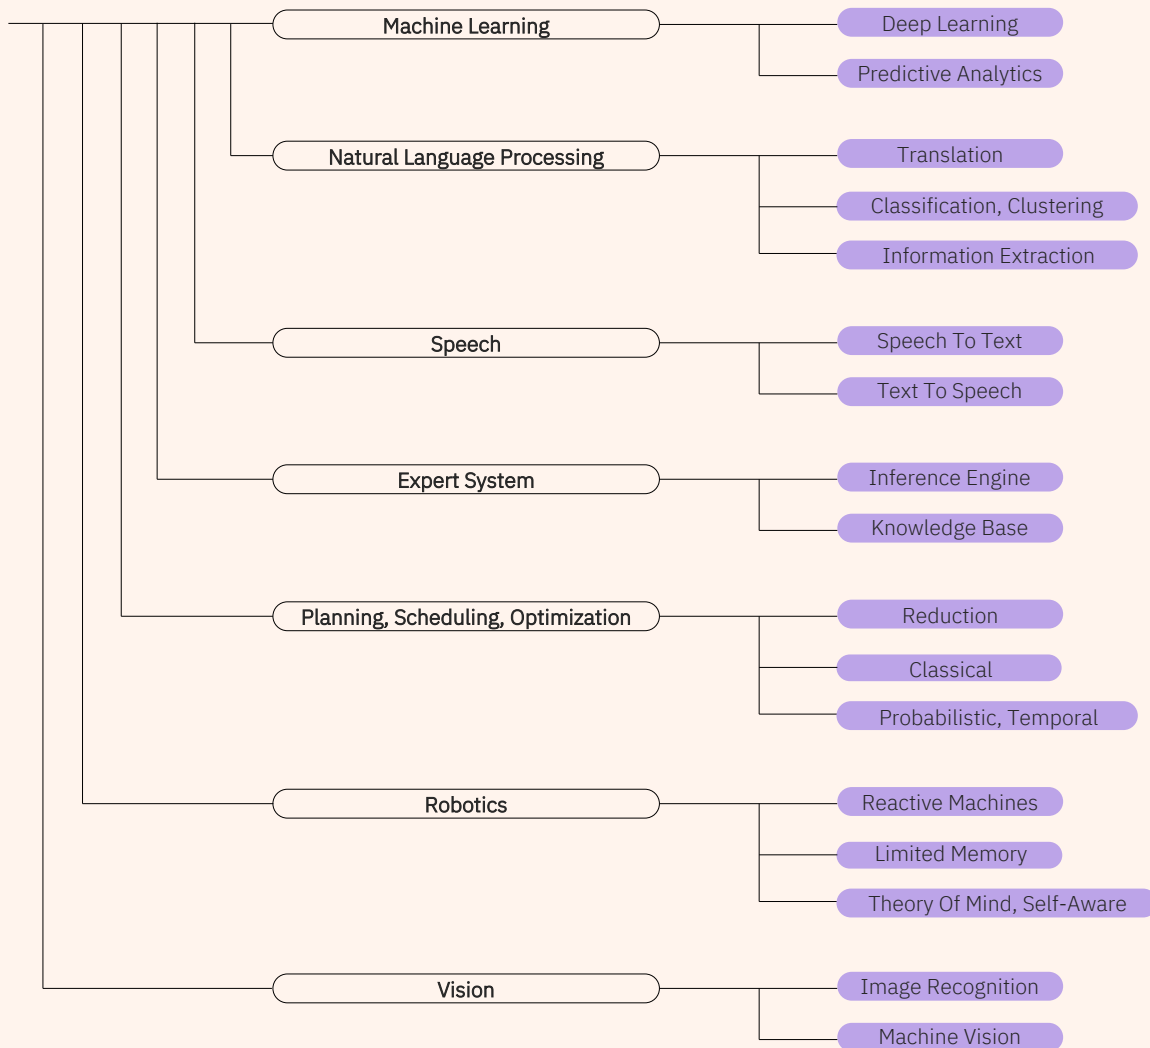 Machine Learning
Deep Learning
Predictive Analytics
Natural Language Processing
Translation
Classification, Clustering
Information Extraction
Speech
Speech To Text
Text To Speech
Expert System
Inference Engine
Knowledge Base
Planning, Scheduling, Optimization
Reduction
Classical
Probabilistic, Temporal
Robotics
Reactive Machines
Limited Memory
Theory Of Mind, Self-Aware
Vision
Image Recognition
Machine Vision